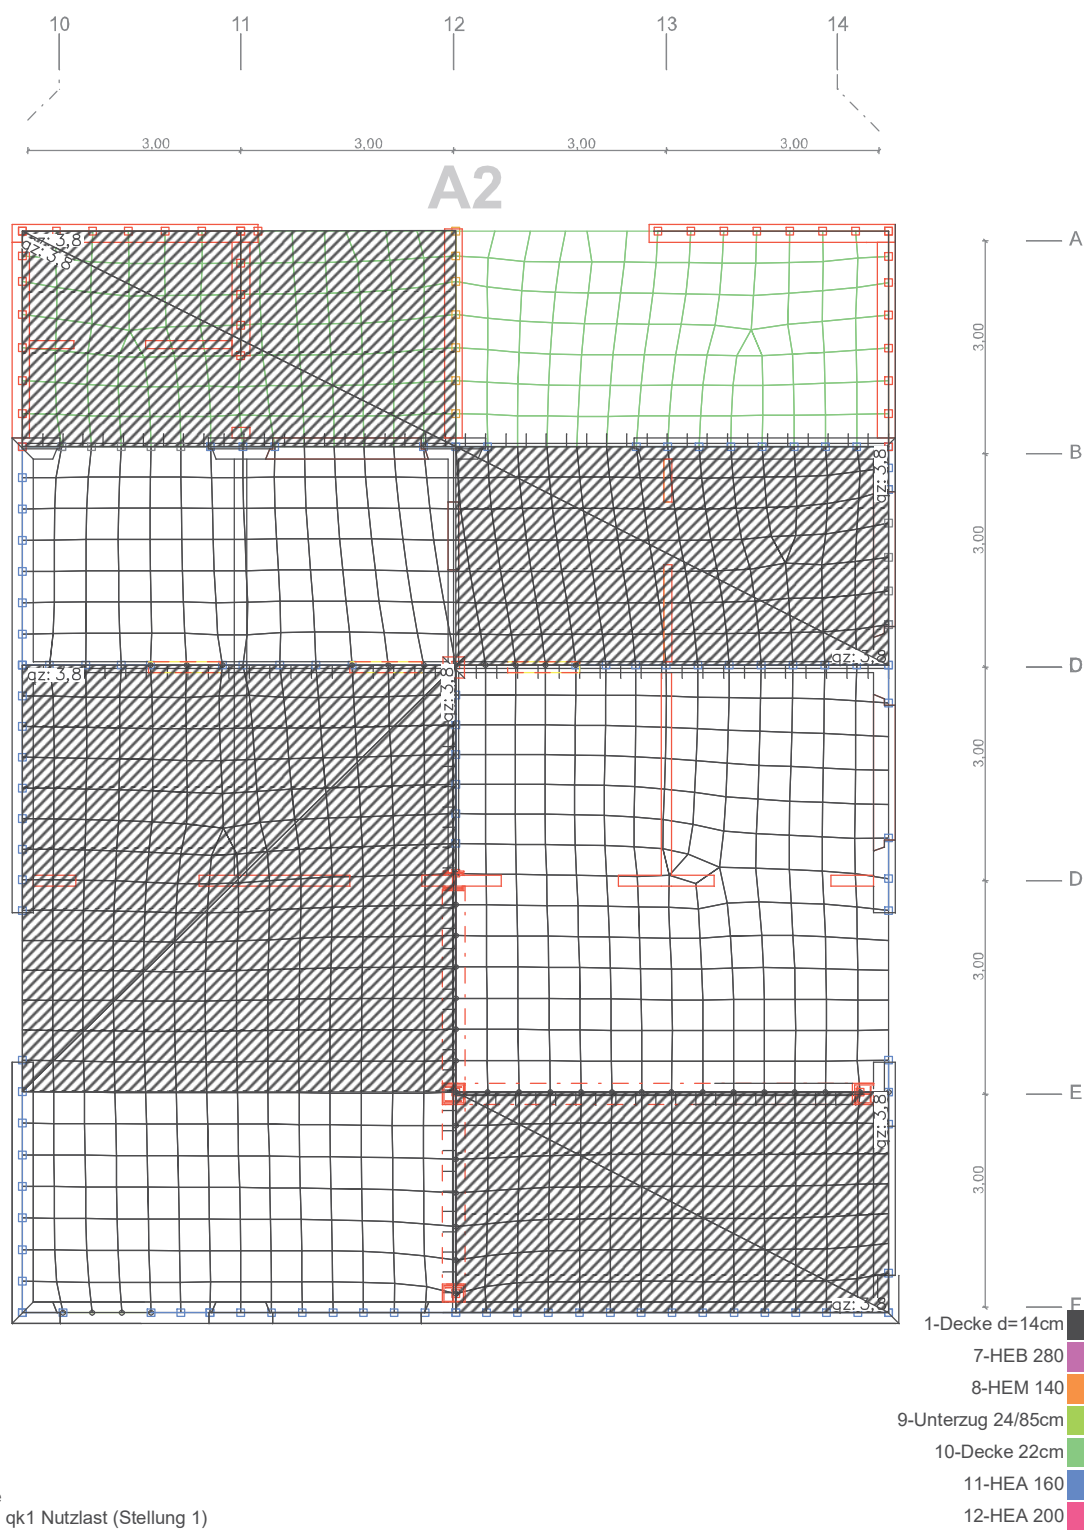 10 11 12 13 14
3,00 3,00 3,00 3,00
A2
A
qz: 3,8
3,00
B
qz: 3,8
3,00
qz: 3,8
D
qz: 3,8
qz: 3,8
3,00
D
3,00
E
qz: 3,8
3,00
qz: 3,8
1-Decke d=14cm
7-HEB 280
8-HEM 140
9-Unterzug 24/85cm
10-Decke 22cm
11-HEA 160
12-HEA 200
qk1 Nutzlast (Stellung 1)